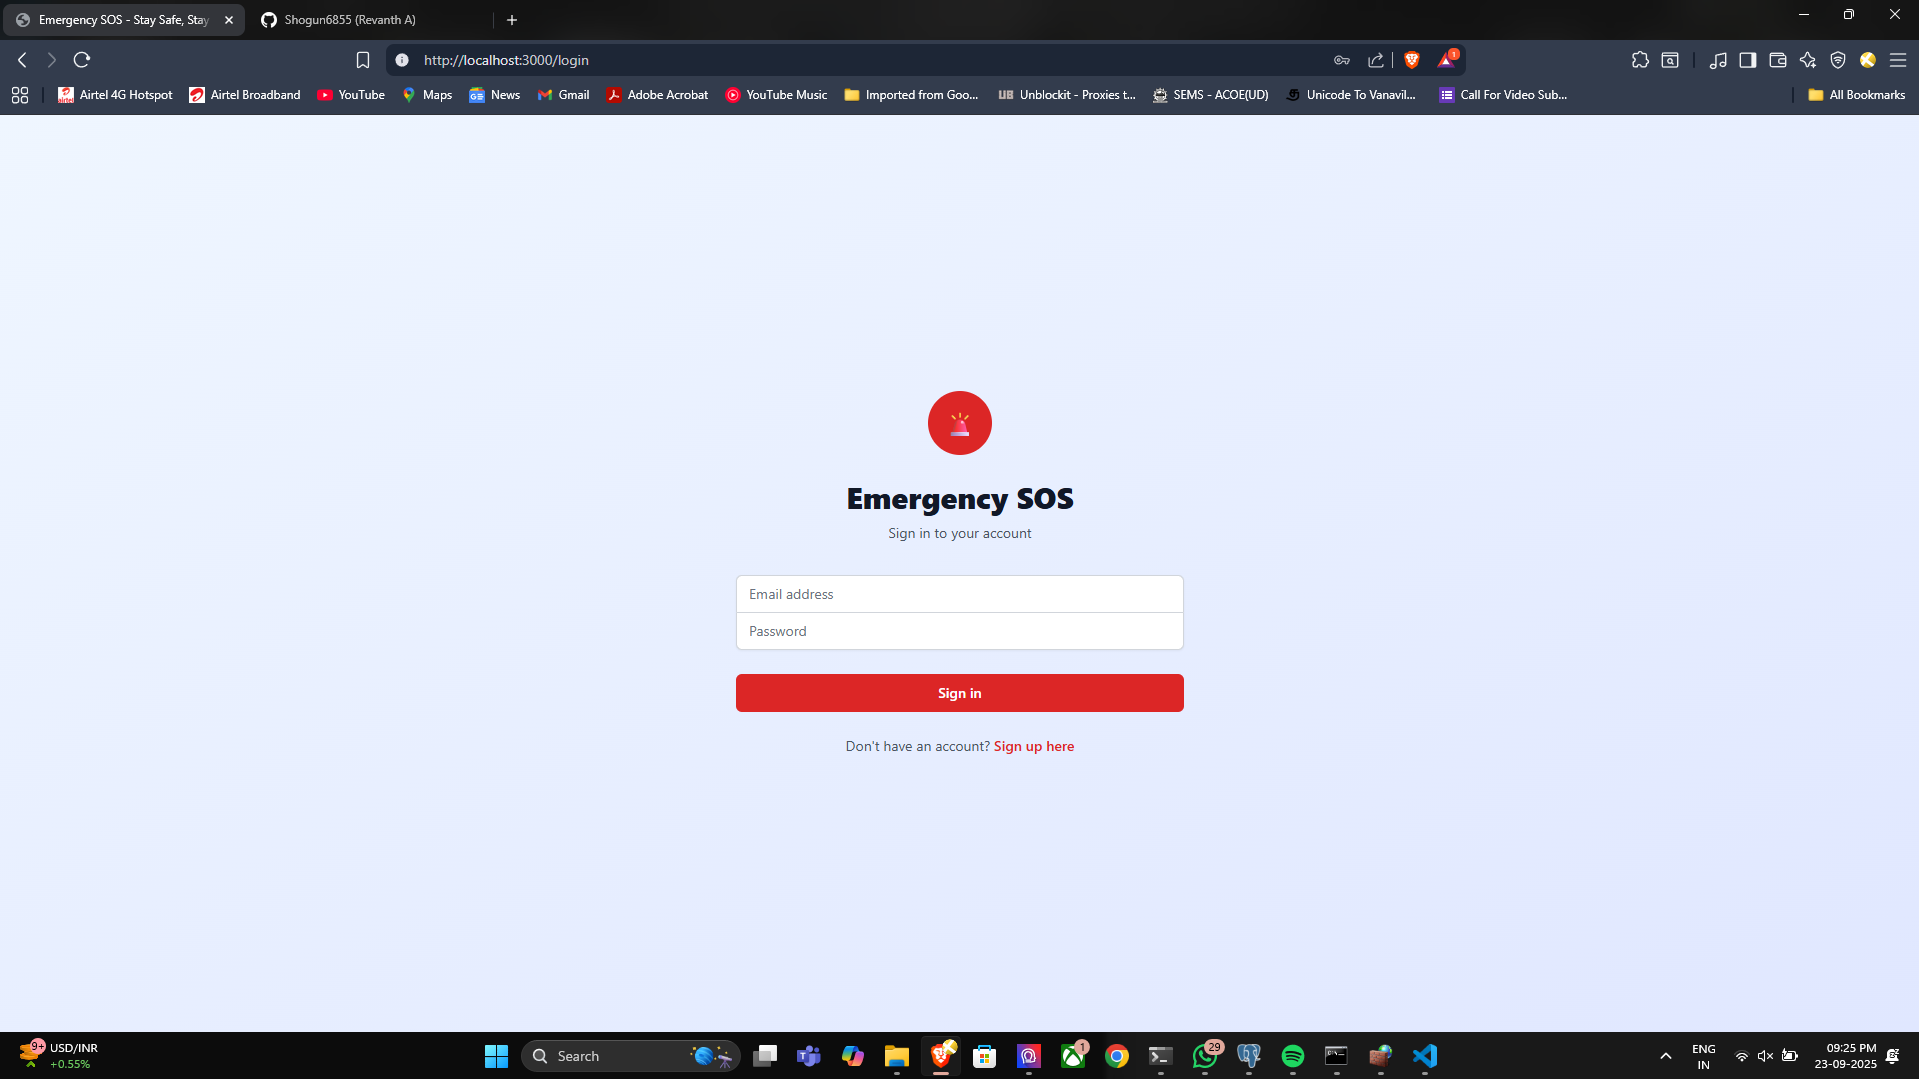 Emergency SOS - Stay Safe, Stay
Shogun6855 (Revanth A)
http://localhost:3000/login
1
Airtel 4G Hotspot
Airtel Broadband
YouTube
Maps
News
Gmail
Adobe Acrobat
YouTube Music
Imported from Goo...
UB Unblockit - Proxies t...
SEMS - ACOE(UD)
Unicode To Vanavil...
Call For Video Sub...
All Bookmarks
Emergency SOS
Sign in to your account
Email address
Password
Sign in
Don't have an account? Sign up here
9+
USD/INR
+0.55%
Search
1
29
ENG
IN
09:25 PM
23-09-2025